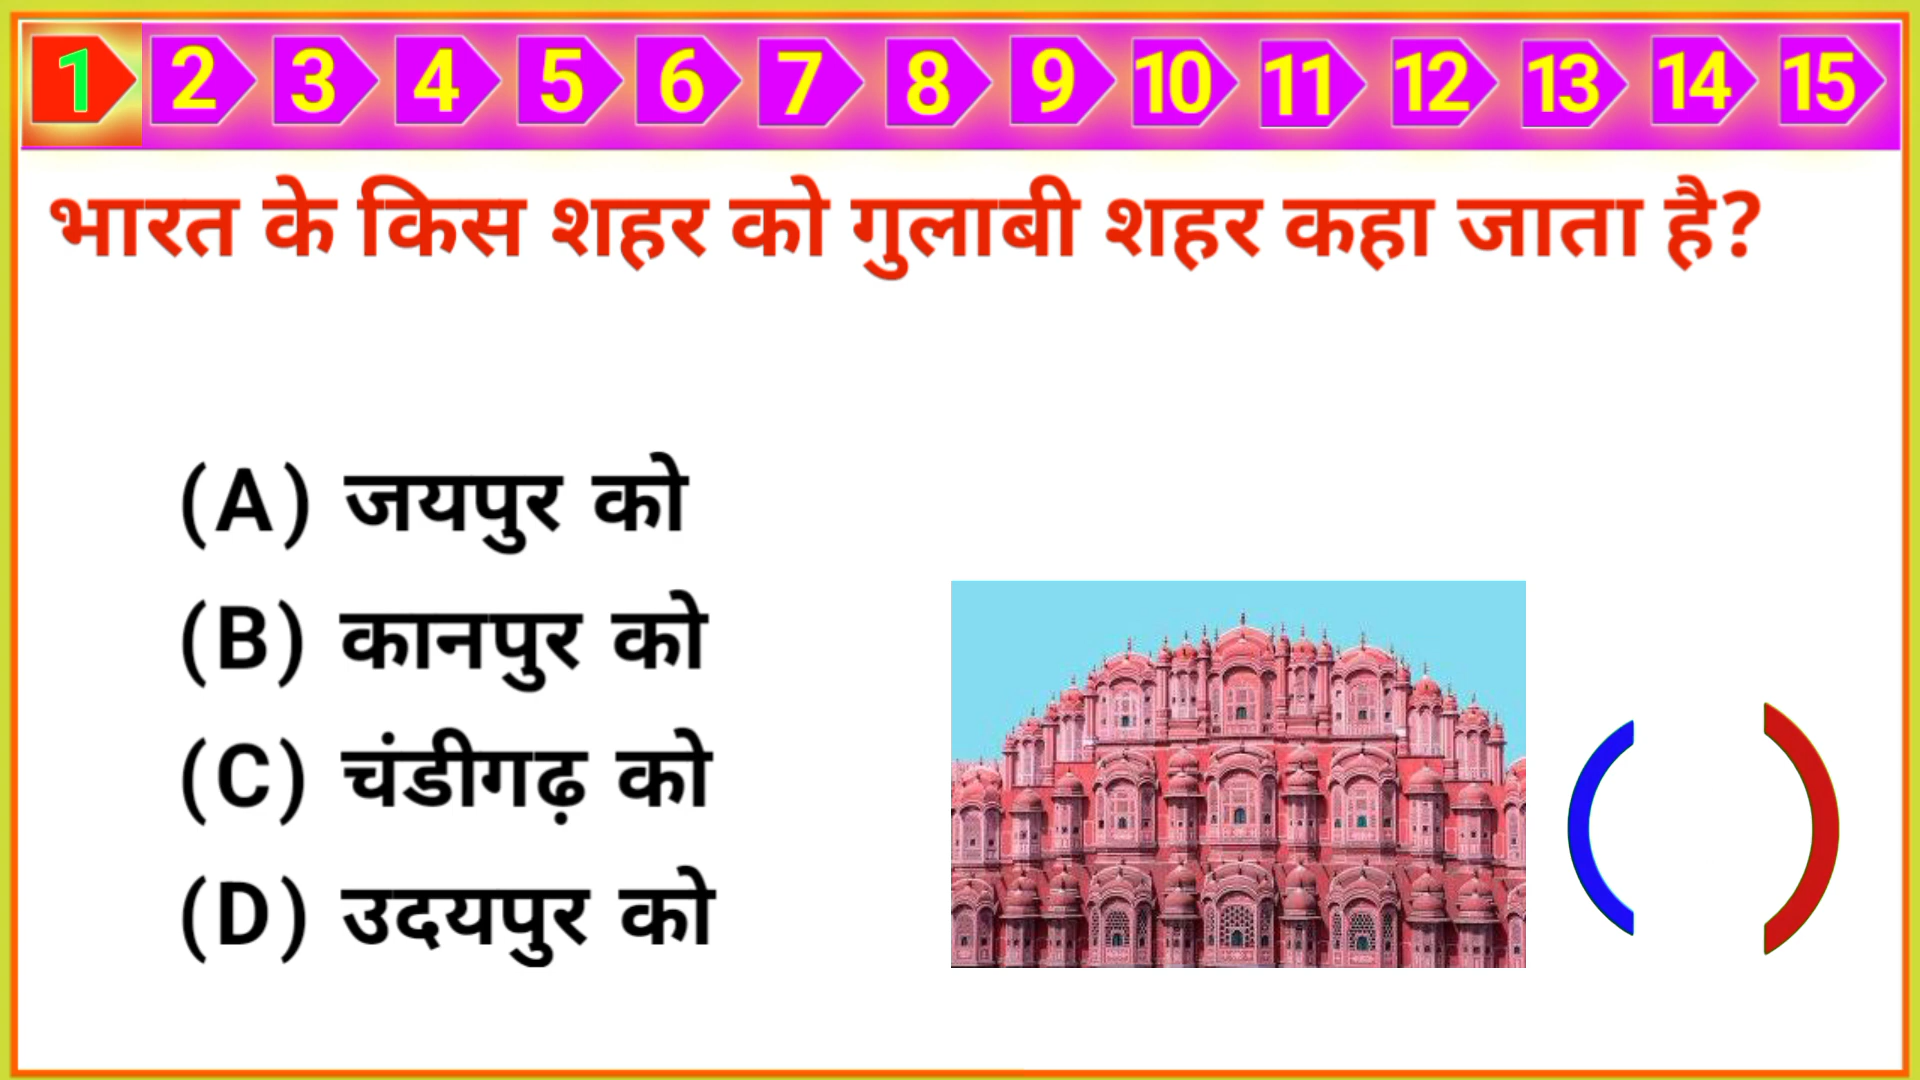 1 2 3 4 5 6 7 8 9 10 11 12 13 14 15
भारत के किस शहर को गुलाबी शहर कहा जाता है?
(A) जयपुर को
(B) कानपुर को
(C) चंडीगढ़ को
(D) उदयपुर को